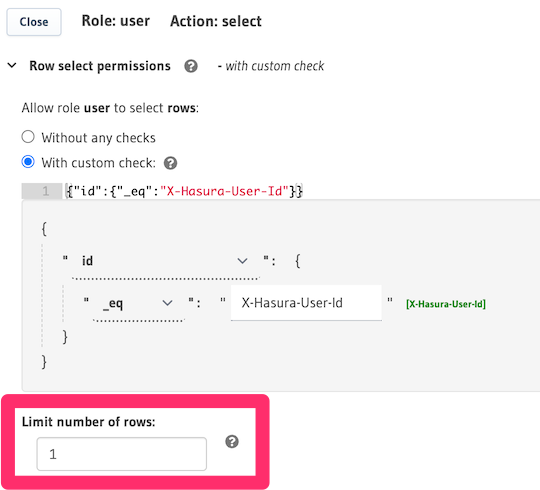 Close Role: user Action: select
Row select permissions ? - with custom check
Allow role user to select rows:
Without any checks
With custom check: ?
1 {"id":{"_eq":"X-Hasura-User-Id"}}
{
" id ": {
" _eq ": " X-Hasura-User-Id " [X-Hasura-User-Id]
}
}
Limit number of rows:
1 ?